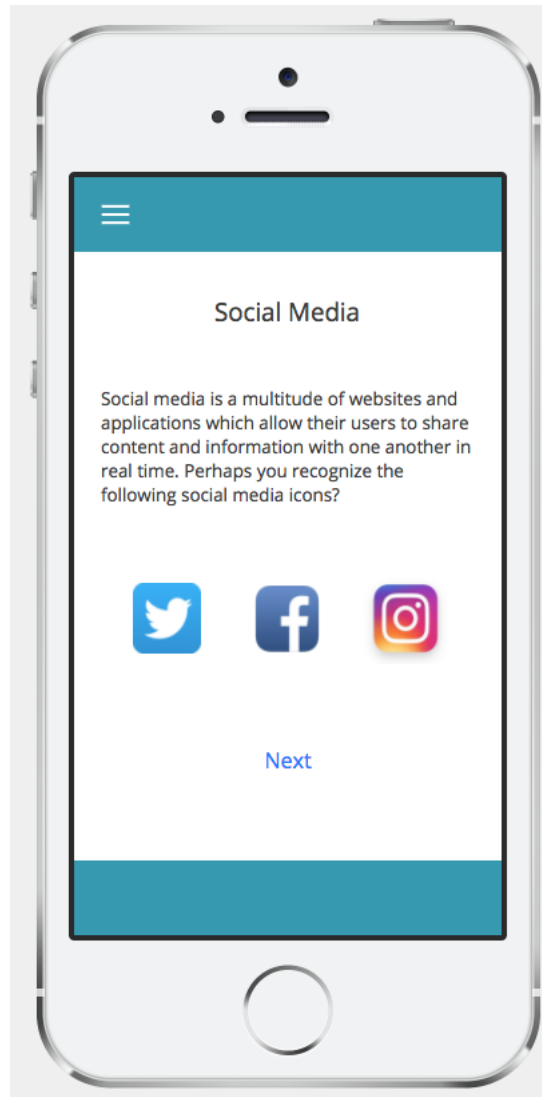 Social Media
Social media is a multitude of websites and
applications which allow their users to share
content and information with one another in
real time. Perhaps you recognize the
following social media icons?
Next